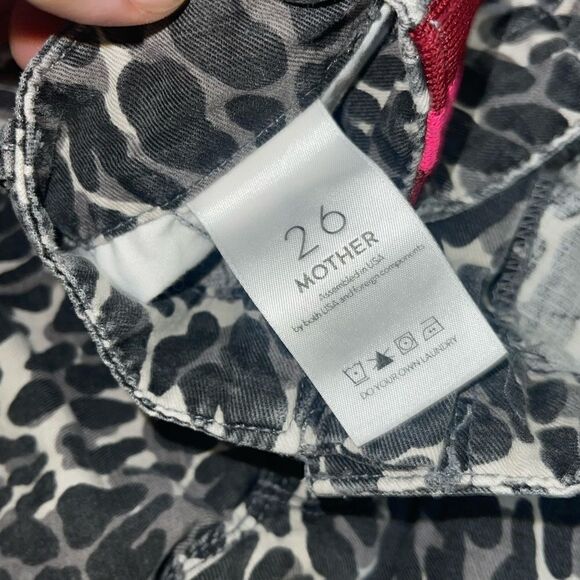 26
MOTHER
Assembled in USA
by both USA and foreign components
DO YOUR OWN LAUNDRY